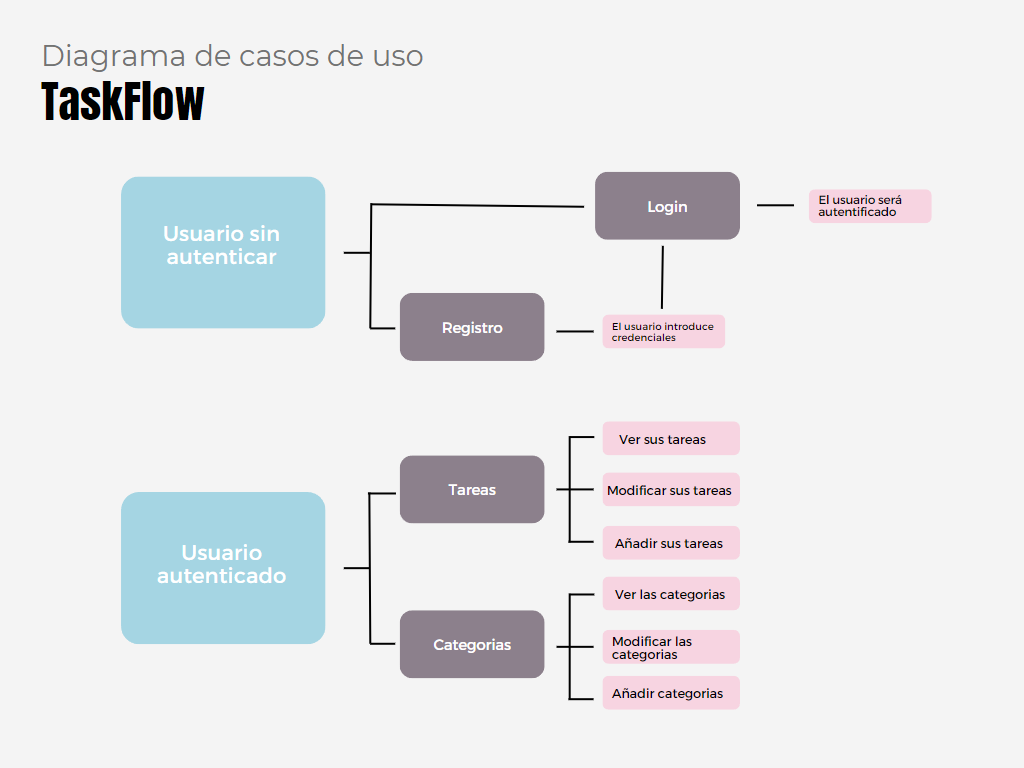 Diagrama de casos de uso
TaskFlow
Usuario sin
autenticar
Login
El usuario será
autentificado
Registro
El usuario introduce
credenciales
Usuario
autenticado
Tareas
Ver sus tareas
Modificar sus tareas
Añadir sus tareas
Categorias
Ver las categorias
Modificar las
categorias
Añadir categorias